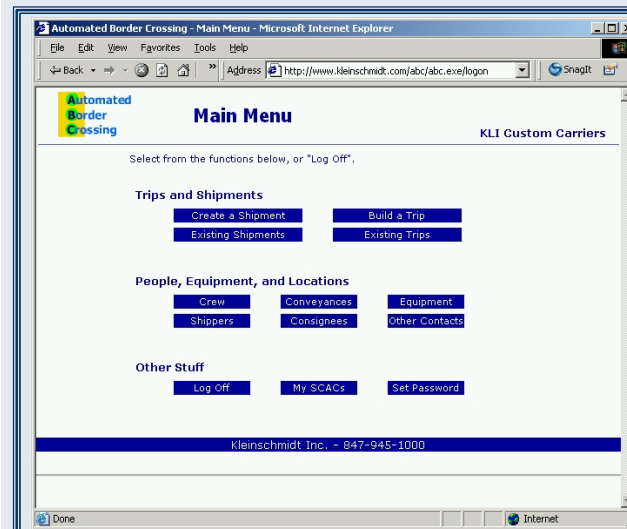 Automated Border Crossing - Main Menu - Microsoft Internet Explorer
File Edit View Favorites Tools Help
Back » Address http://www.kleinschmidt.com/abc/abc.exe/logon SnagIt
Automated
Border
Crossing
Main Menu
KLI Custom Carriers
Select from the functions below, or "Log Off".
Trips and Shipments
Create a Shipment Build a Trip
Existing Shipments Existing Trips
People, Equipment, and Locations
Crew Conveyances Equipment
Shippers Consignees Other Contacts
Other Stuff
Log Off My SCACs Set Password
Kleinschmidt Inc. - 847-945-1000
Done Internet